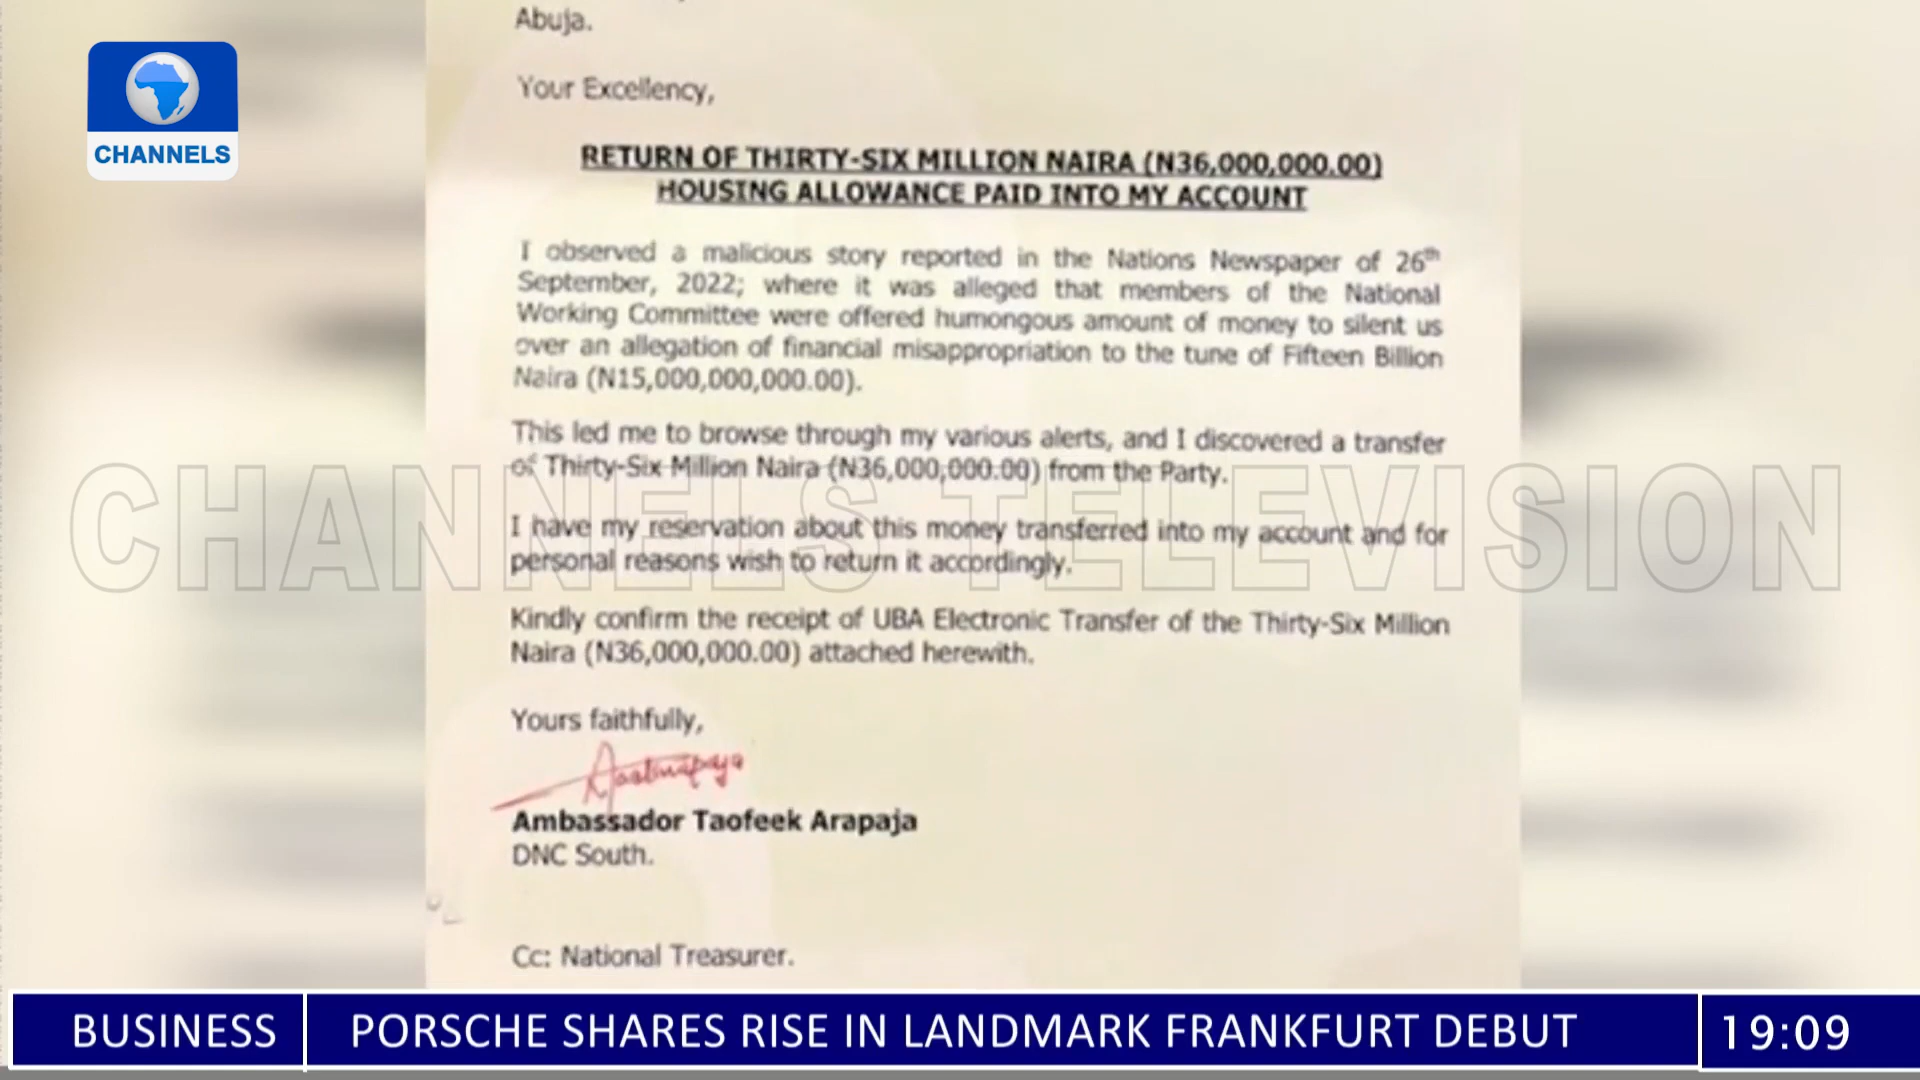 Abuja.
Your Excellency,
CHANNELS
RETURN OF THIRTY-SIX MILLION NAIRA (N36,000,000.00)
HOUSING ALLOWANCE PAID INTO MY ACCOUNT
I observed a malicious story reported in the Nations Newspaper of 26th
September, 2022; where it was alleged that members of the National
Working Committee were offered humongous amount of money to silent us
over an allegation of financial misappropriation to the tune of Fifteen Billion
Naira (N15,000,000,000.00).
This led me to browse through my various alerts, and I discovered a transfer
of Thirty-Six Million Naira (N36,000,000.00) from the Party.
CHANNELS TELEVISION
I have my reservation about this money transferred into my account and for
personal reasons wish to return it accordingly.
Kindly confirm the receipt of UBA Electronic Transfer of the Thirty-Six Million
Naira (N36,000,000.00) attached herewith.
Yours faithfully,
Ambassador Taofeek Arapaja
DNC South.
Cc: National Treasurer.
BUSINESS PORSCHE SHARES RISE IN LANDMARK FRANKFURT DEBUT 19:09